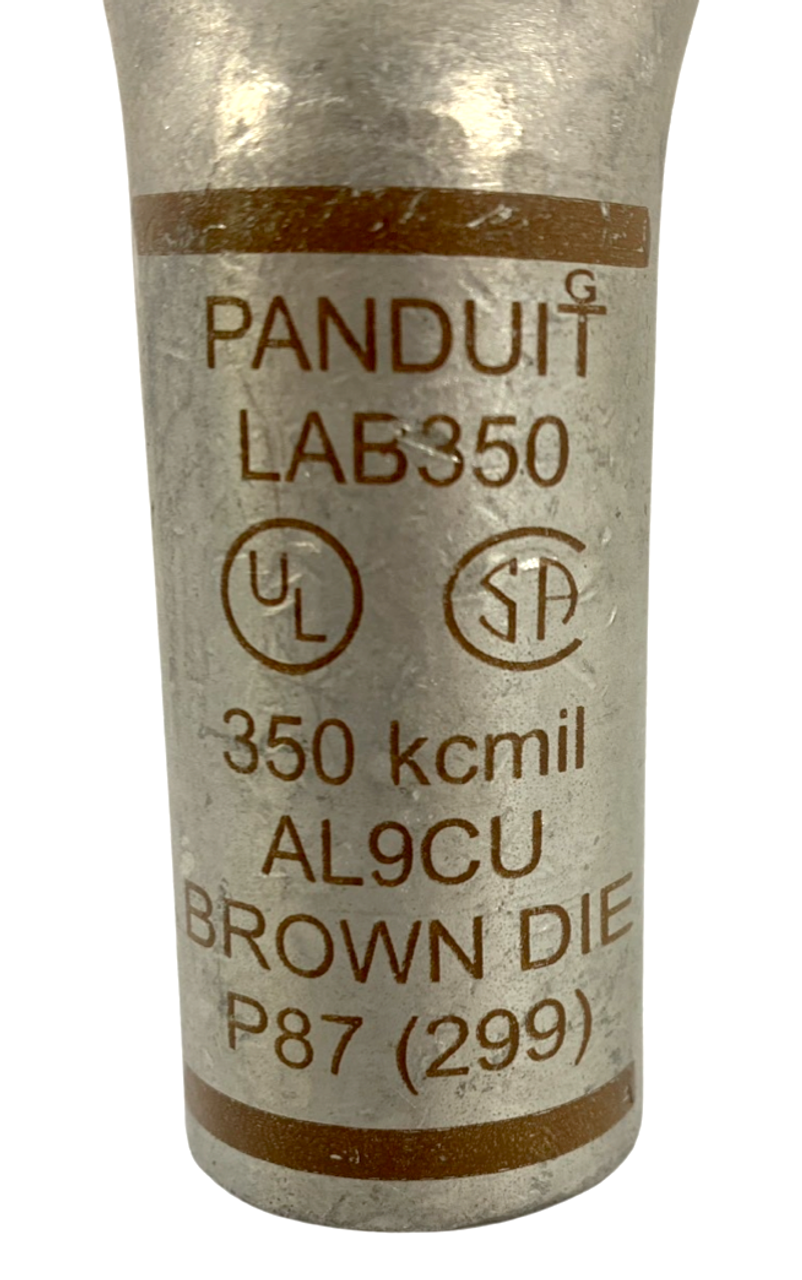 PANDUIT
G
LAB350
UL SA
350 kcmil
AL9CU
BROWN DIE
P87 (299)